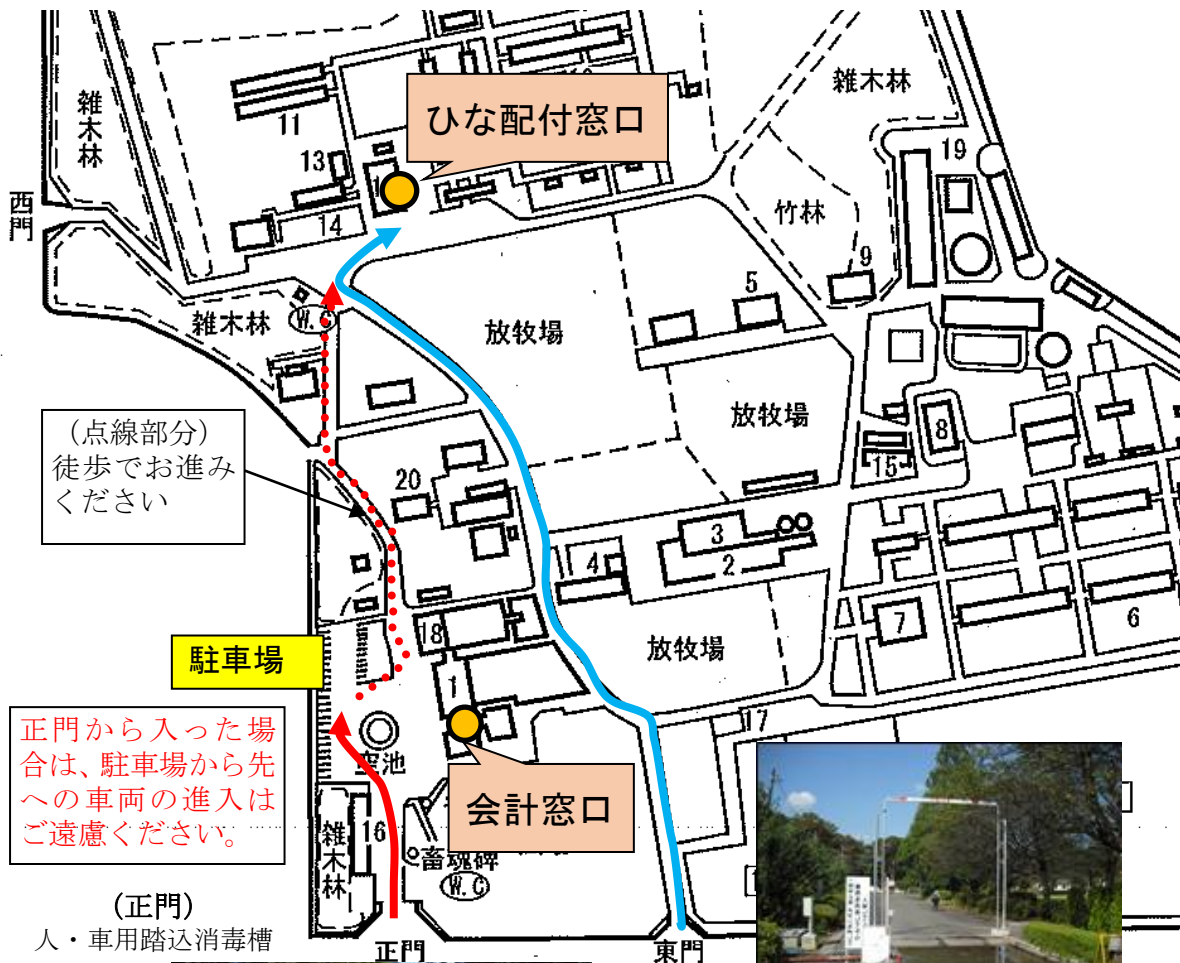 雑木林
ひな配付窓口
雑木林
11
19
13
西門
竹林
14
9
5
雑木林
W.C
放牧場
(点線部分)
徒歩でお進み
ください
放牧場
8
15
20
3
4
2
7
6
18
駐車場
放牧場
1
17
正門から入った場
合は、駐車場から先
への車両の進入は
ご遠慮ください。
空池
会計窓口
雑木林
16
畜魂碑
W.C
(正門)
人・車用踏込消毒槽
正門
東門